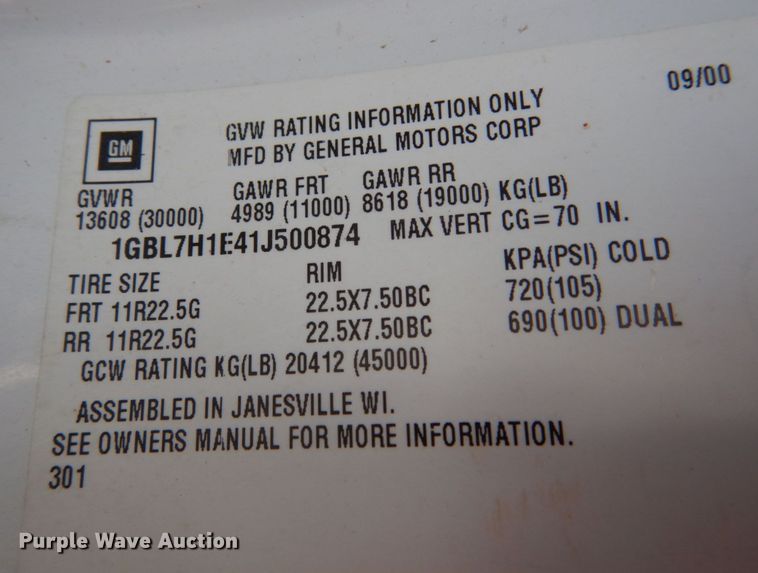 09/00
GM
GVW RATING INFORMATION ONLY
MFD BY GENERAL MOTORS CORP
GVWR GAWR FRT GAWR RR
13608 (30000) 4989 (11000) 8618 (19000) KG(LB)
1GBL7H1E41J500874 MAX VERT CG=70 IN.
TIRE SIZE RIM KPA(PSI) COLD
FRT 11R22.5G 22.5X7.50BC 720(105)
RR 11R22.5G 22.5X7.50BC 690(100) DUAL
GCW RATING KG(LB) 20412 (45000)
ASSEMBLED IN JANESVILLE WI.
SEE OWNERS MANUAL FOR MORE INFORMATION.
301
Purple Wave Auction